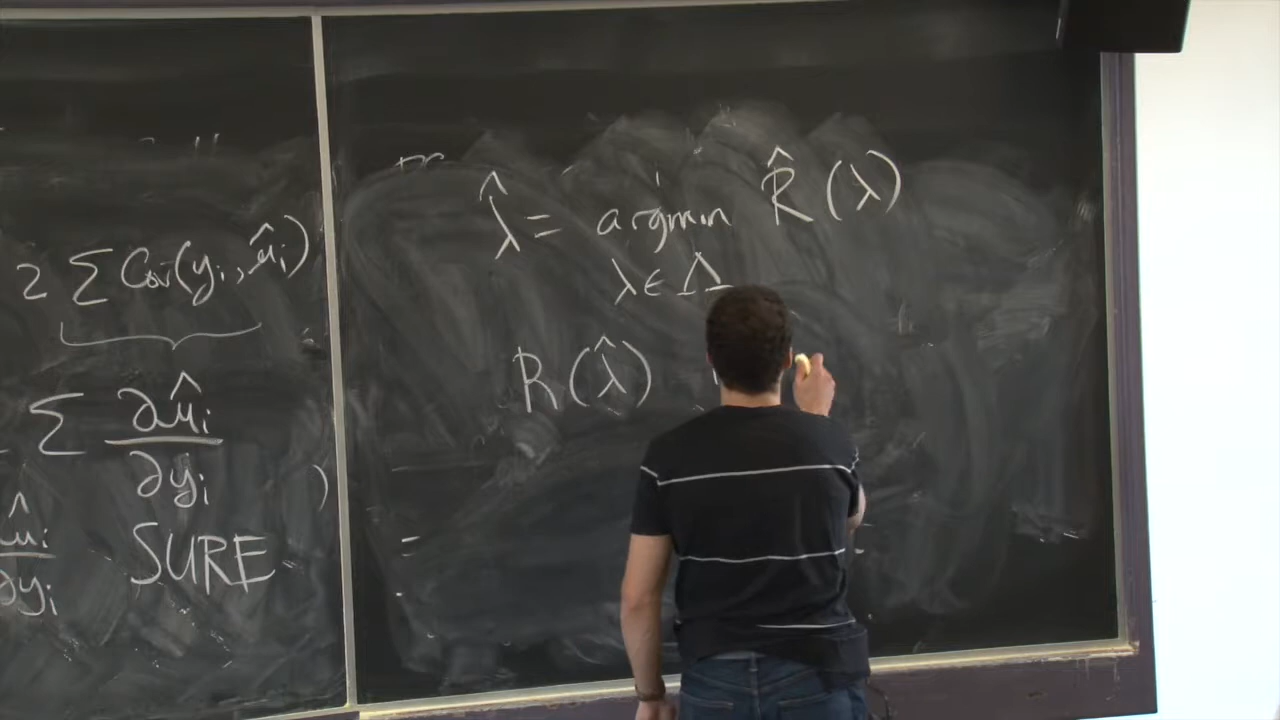 2 ∑ Cov(yᵢ, μ̂ᵢ)
∑ ∂μ̂ᵢ / ∂yᵢ )
μ̂ᵢ / ∂yᵢ SURE
λ̂ = argmin R̂(λ)
λ ∈ Λ
R(λ̂)
=